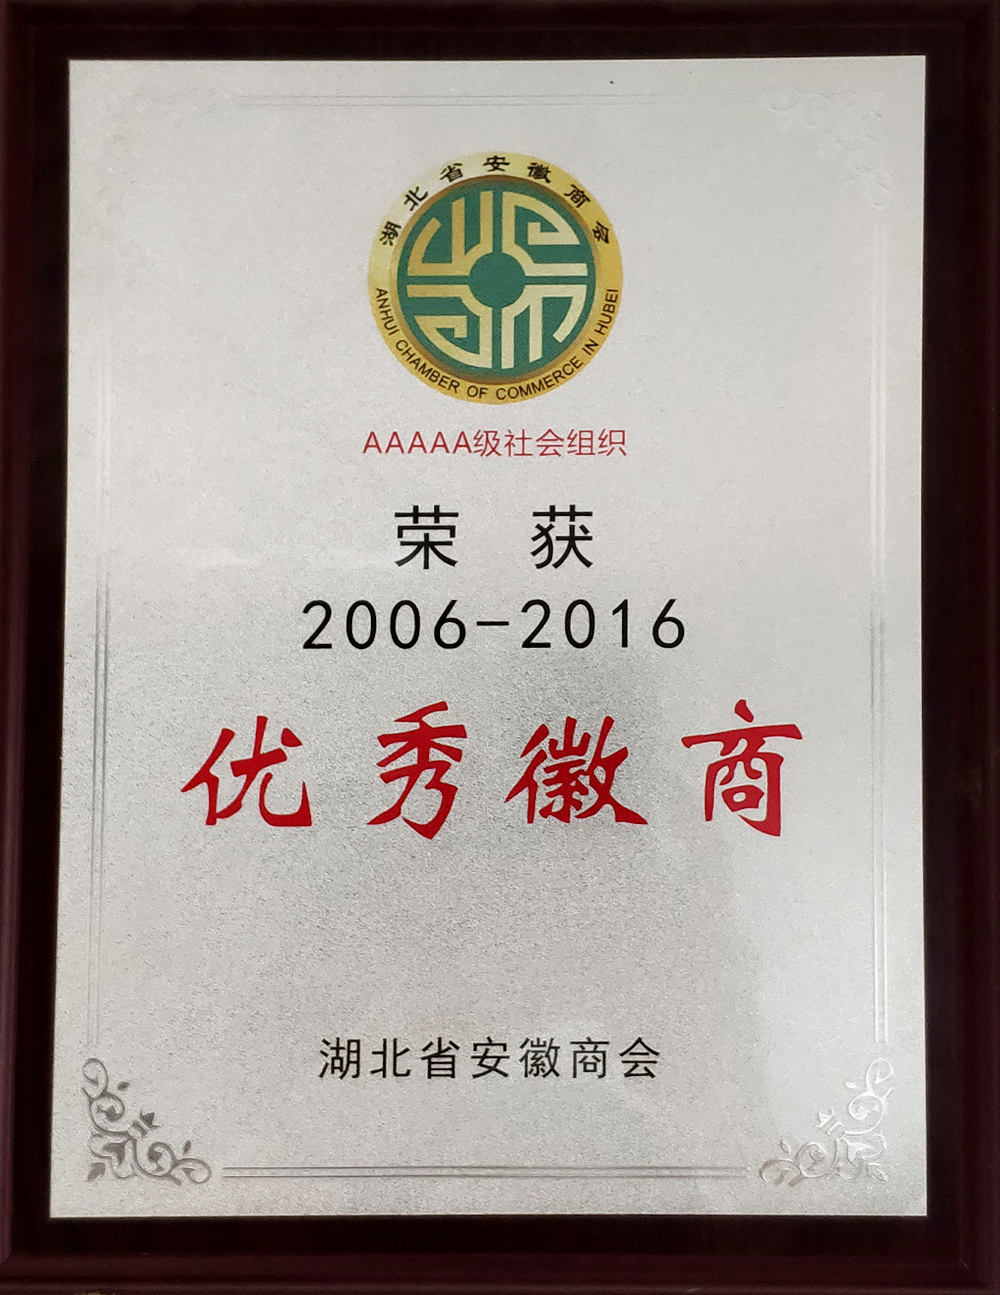 湖北省安徽商会
ANHUI CHAMBER OF COMMERCE IN HUBEI
AAAAA级社会组织
荣 获
2006-2016
优秀徽商
湖北省安徽商会